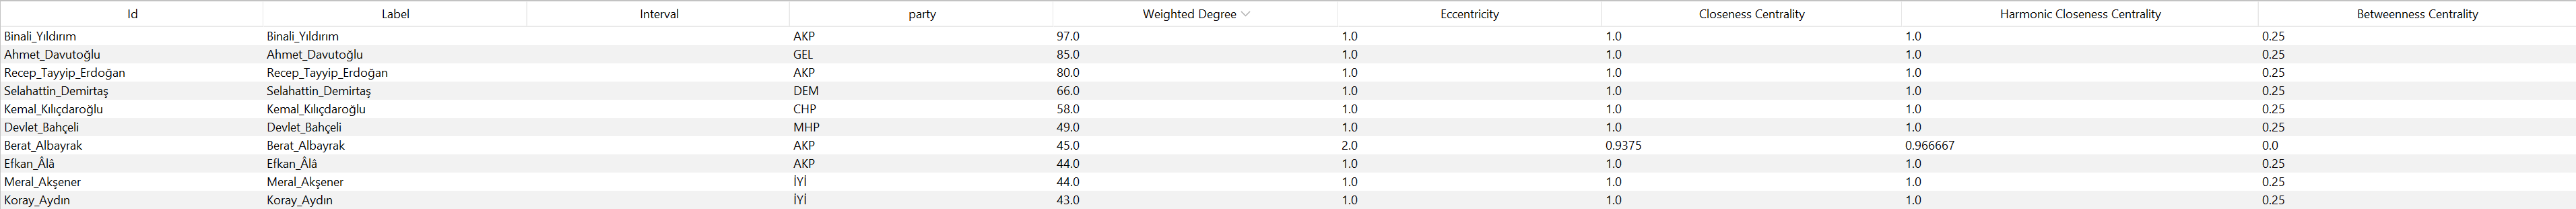 Id Label Interval party Weighted Degree Eccentricity Closeness Centrality Harmonic Closeness Centrality Betweenness Centrality
Binali_Yıldırım Binali_Yıldırım AKP 97.0 1.0 1.0 1.0 0.25
Ahmet_Davutoğlu Ahmet_Davutoğlu GEL 85.0 1.0 1.0 1.0 0.25
Recep_Tayyip_Erdoğan Recep_Tayyip_Erdoğan AKP 80.0 1.0 1.0 1.0 0.25
Selahattin_Demirtaş Selahattin_Demirtaş DEM 66.0 1.0 1.0 1.0 0.25
Kemal_Kılıçdaroğlu Kemal_Kılıçdaroğlu CHP 58.0 1.0 1.0 1.0 0.25
Devlet_Bahçeli Devlet_Bahçeli MHP 49.0 1.0 1.0 1.0 0.25
Berat_Albayrak Berat_Albayrak AKP 45.0 2.0 0.9375 0.966667 0.0
Efkan_Âlâ Efkan_Âlâ AKP 44.0 1.0 1.0 1.0 0.25
Meral_Akşener Meral_Akşener İYİ 44.0 1.0 1.0 1.0 0.25
Koray_Aydın Koray_Aydın İYİ 43.0 1.0 1.0 1.0 0.25